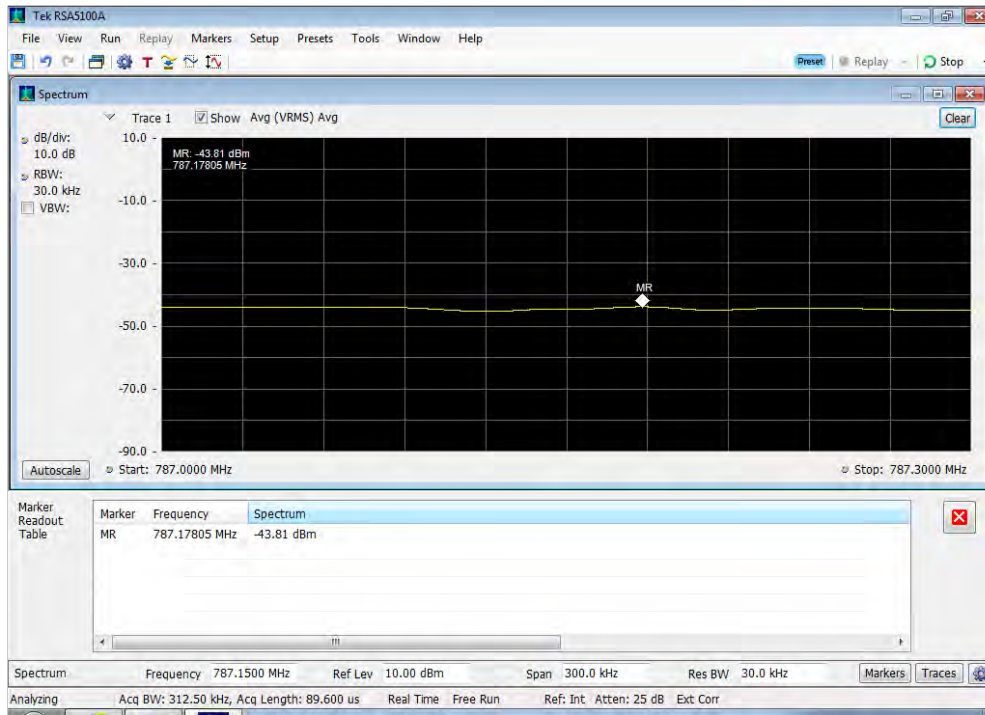 Tek RSA5100A
File View Run Replay Markers Setup Presets Tools Window Help
T Preset Replay Stop
Spectrum
Trace 1 Show Avg (VRMS) Avg Clear
dB/div: 10.0
10.0 dB
MR: -43.81 dBm
787.17805 MHz
RBW:
30.0 kHz
VBW:
-10.0
-30.0
MR
-50.0
-70.0
-90.0
Autoscale Start: 787.0000 MHz Stop: 787.3000 MHz
Marker
Readout
Table
Marker Frequency Spectrum
MR 787.17805 MHz -43.81 dBm
Spectrum Frequency 787.1500 MHz Ref Lev 10.00 dBm Span 300.0 kHz Res BW 30.0 kHz Markers Traces
Analyzing Acq BW: 312.50 kHz, Acq Length: 89.600 us Real Time Free Run Ref: Int Atten: 25 dB Ext Corr